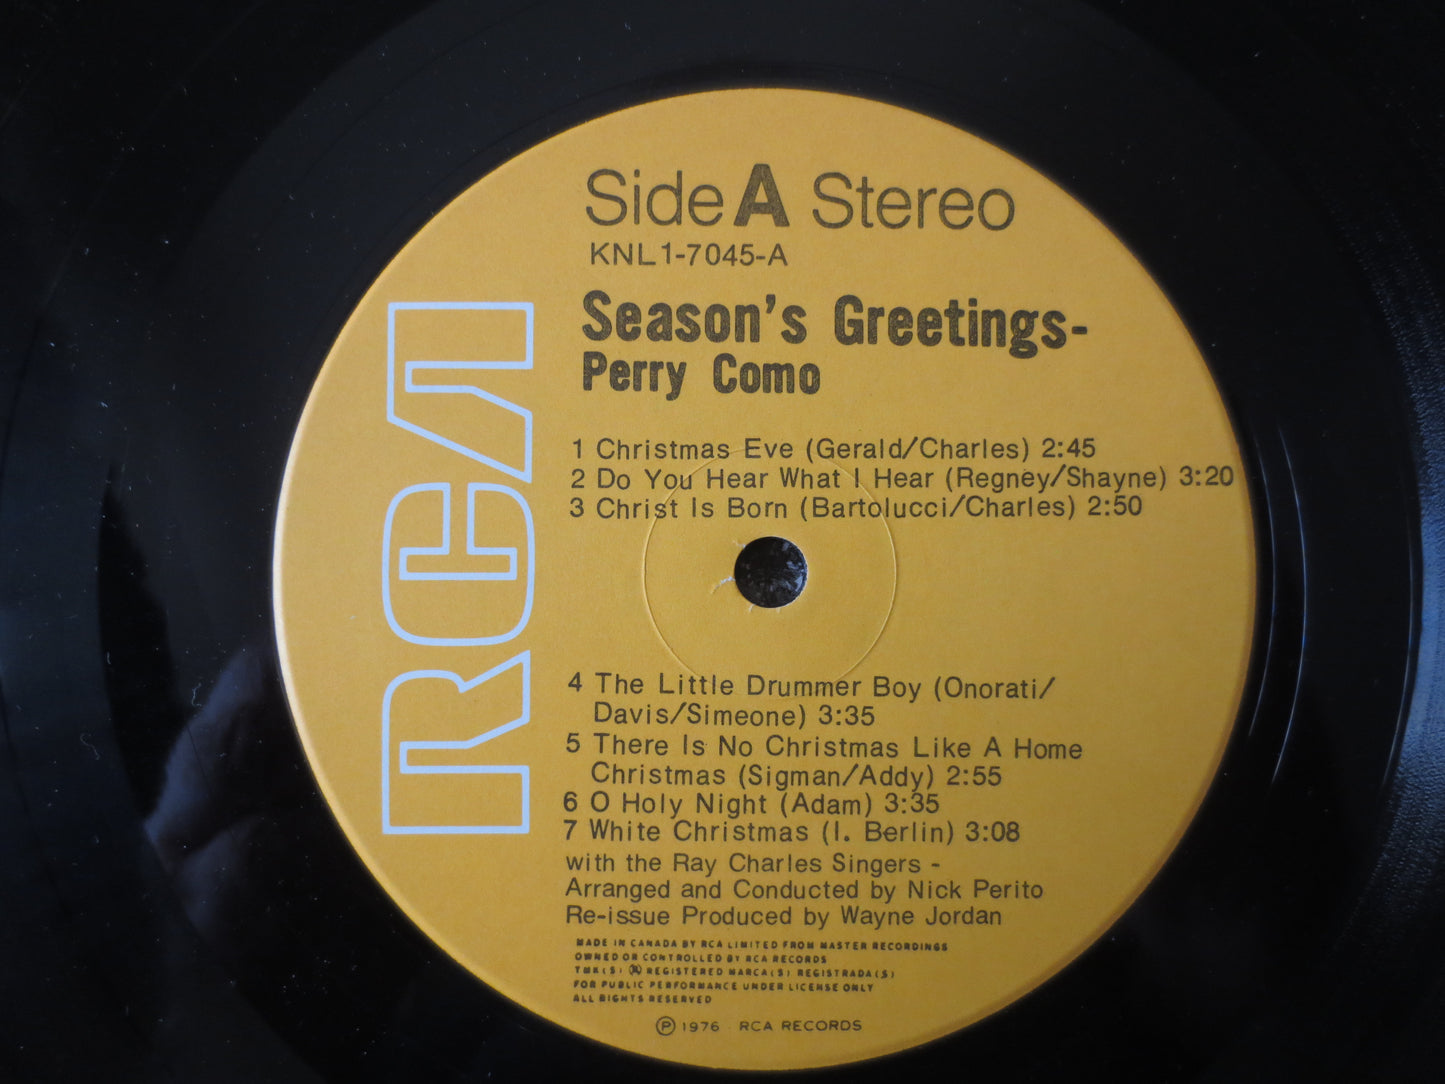 Side A Stereo
KNL1-7045-A
Season's Greetings-
Perry Como
RCA
1 Christmas Eve (Gerald/Charles) 2:45
2 Do You Hear What I Hear (Regney/Shayne) 3:20
3 Christ Is Born (Bartolucci/Charles) 2:50
4 The Little Drummer Boy (Onorati/
Davis/Simeone) 3:35
5 There Is No Christmas Like A Home
Christmas (Sigman/Addy) 2:55
6 O Holy Night (Adam) 3:35
7 White Christmas (I. Berlin) 3:08
with the Ray Charles Singers -
Arranged and Conducted by Nick Perito
Re-issue Produced by Wayne Jordan
MADE IN CANADA BY RCA LIMITED FROM MASTER RECORDINGS
OWNED OR CONTROLLED BY RCA RECORDS
TMK(S) ® REGISTERED MARCA(S) REGISTRADA(S)
FOR PUBLIC PERFORMANCE UNDER LICENSE ONLY
ALL RIGHTS RESERVED
℗ 1976 RCA RECORDS